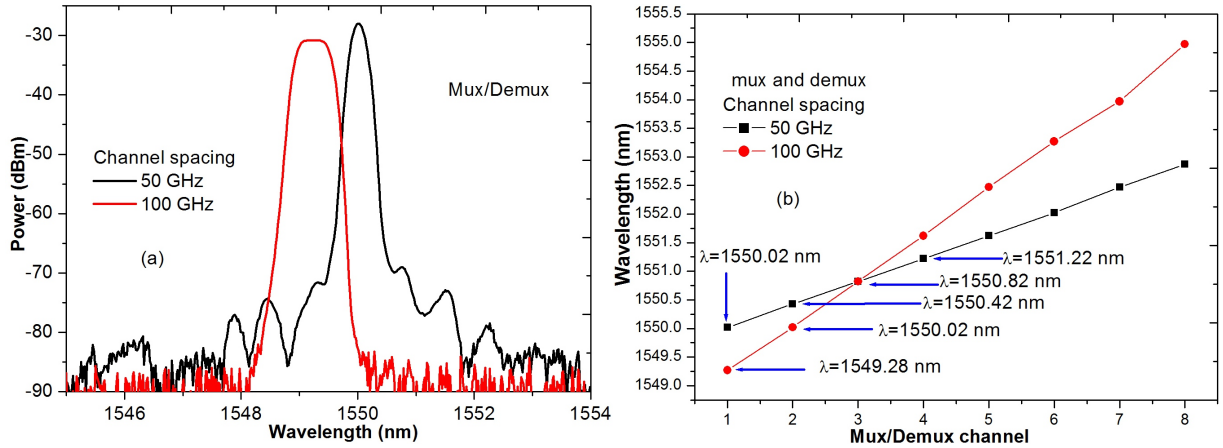 -30
-40
-50
-60
-70
-80
-90
Power (dBm)
Mux/Demux
Channel spacing
50 GHz
100 GHz
(a)
1546
1548
1550
1552
1554
Wavelength (nm)
1555.5
1555.0
1554.5
1554.0
1553.5
1553.0
1552.5
1552.0
1551.5
1551.0
1550.5
1550.0
1549.5
1549.0
Wavelength (nm)
mux and demux
Channel spacing
50 GHz
100 GHz
(b)
λ=1550.02 nm
λ=1551.22 nm
λ=1550.82 nm
λ=1550.42 nm
λ=1550.02 nm
λ=1549.28 nm
1
2
3
4
5
6
7
8
Mux/Demux channel